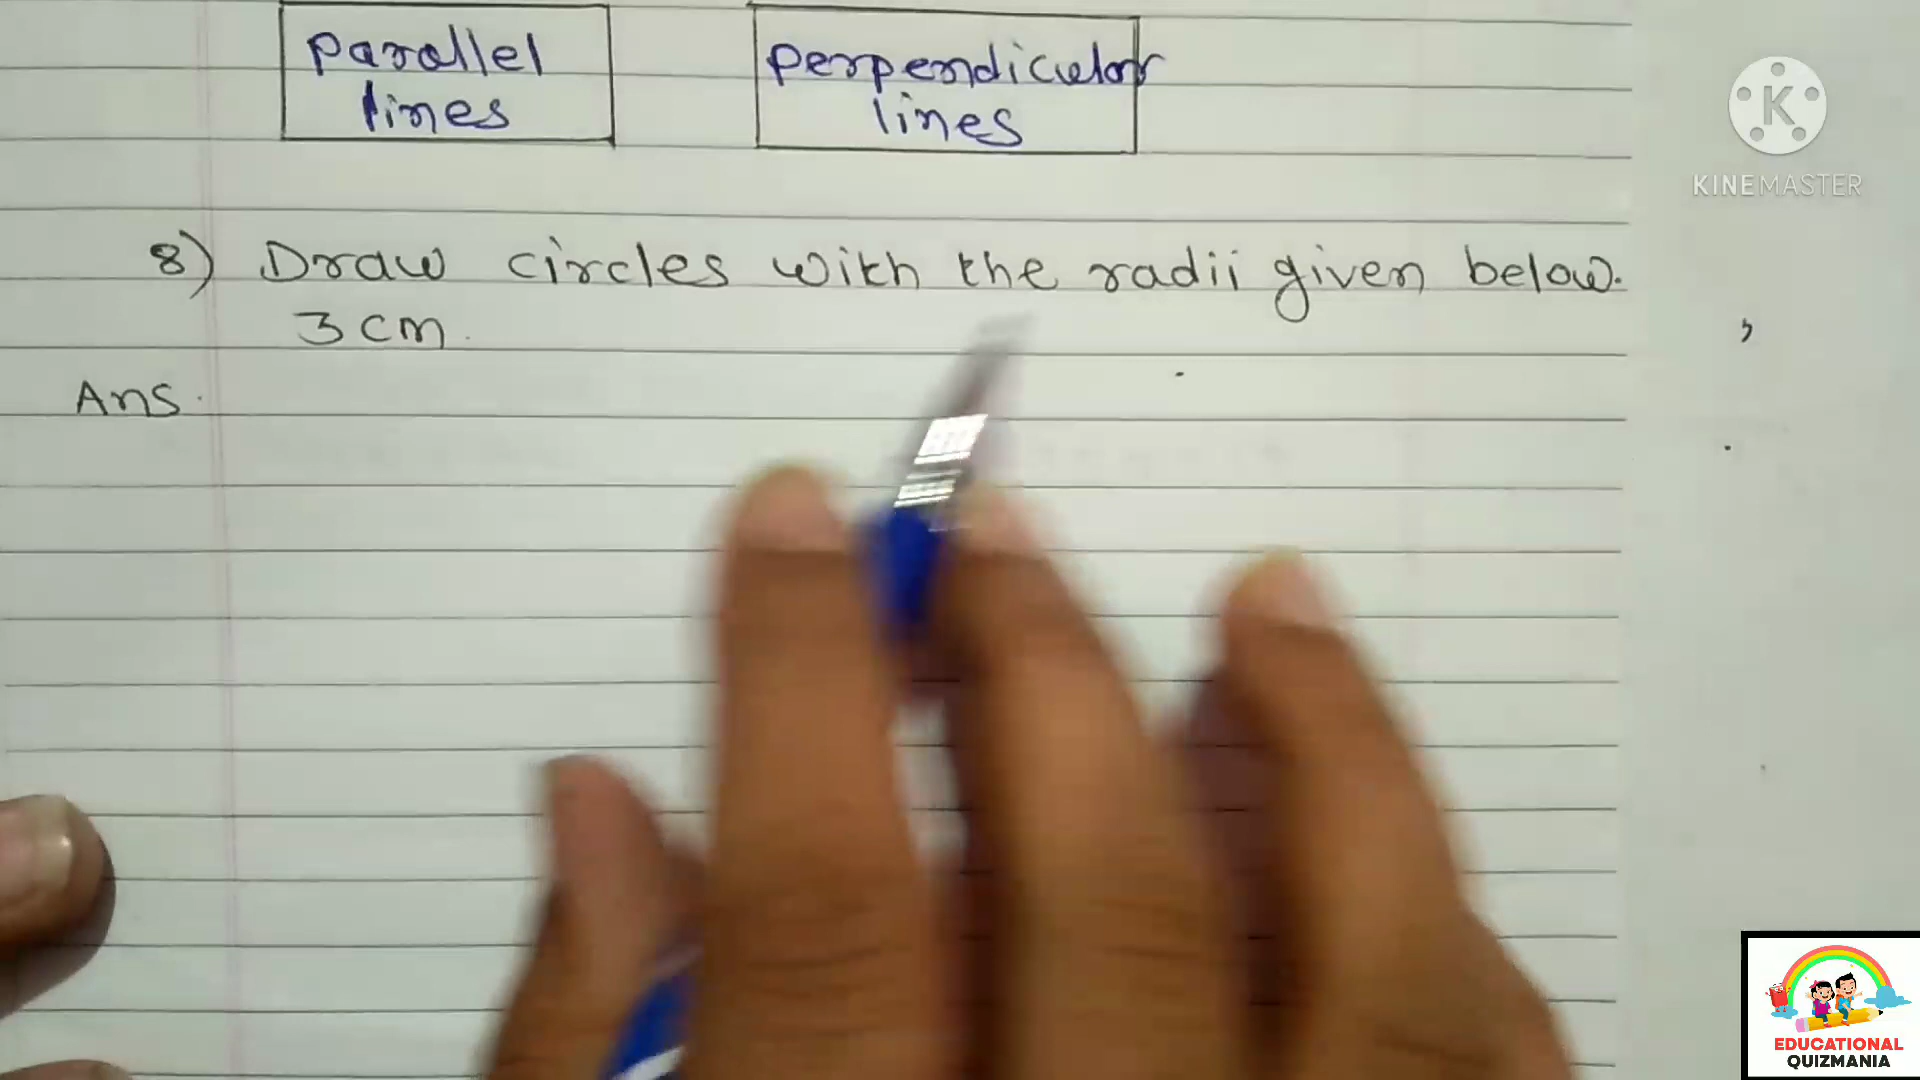 Parallel
lines
Perpendicular
lines
KINEMASTER
8) Draw circles with the radii given below.
3 cm.
Ans.
EDUCATIONAL
QUIZMANIA